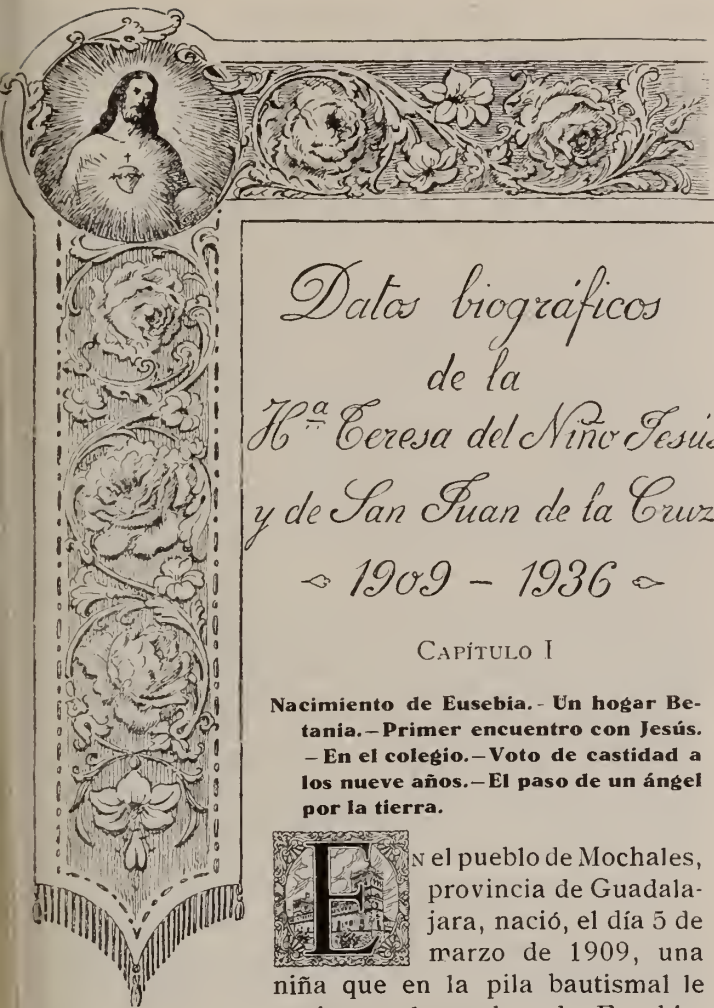 Datos biográficos
de la
Hª Teresa del Niño Jesús
y de San Juan de la Cruz
1909 – 1936
CAPÍTULO I
Nacimiento de Eusebia. - Un hogar Be-
tania.—Primer encuentro con Jesús.
—En el colegio.—Voto de castidad a
los nueve años.—El paso de un ángel
por la tierra.
EN el pueblo de Mochales,
provincia de Guadala-
jara, nació, el día 5 de
marzo de 1909, una
niña que en la pila bautismal le